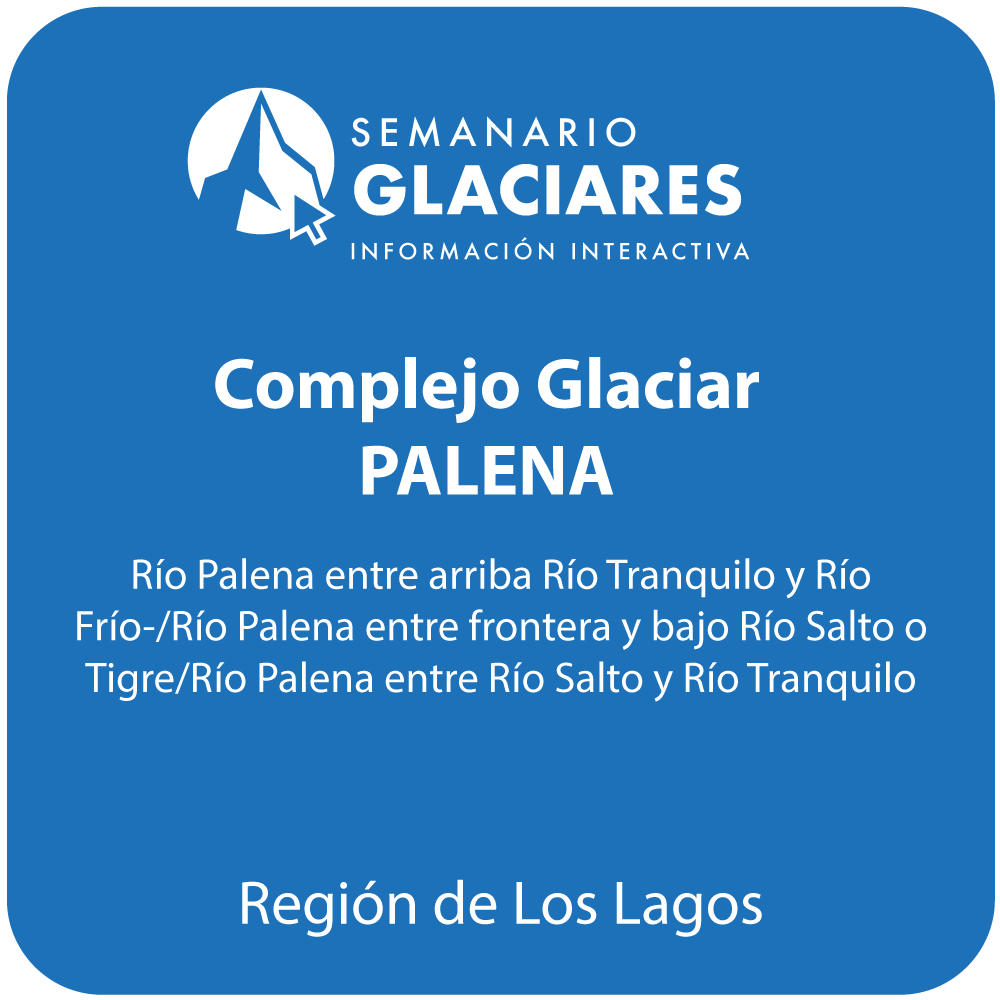 SEMANARIO
GLACIARES
INFORMACIÓN INTERACTIVA
Complejo Glaciar
PALENA
Río Palena entre arriba Río Tranquilo y Río
Frío-/Río Palena entre frontera y bajo Río Salto o
Tigre/Río Palena entre Río Salto y Río Tranquilo
Región de Los Lagos